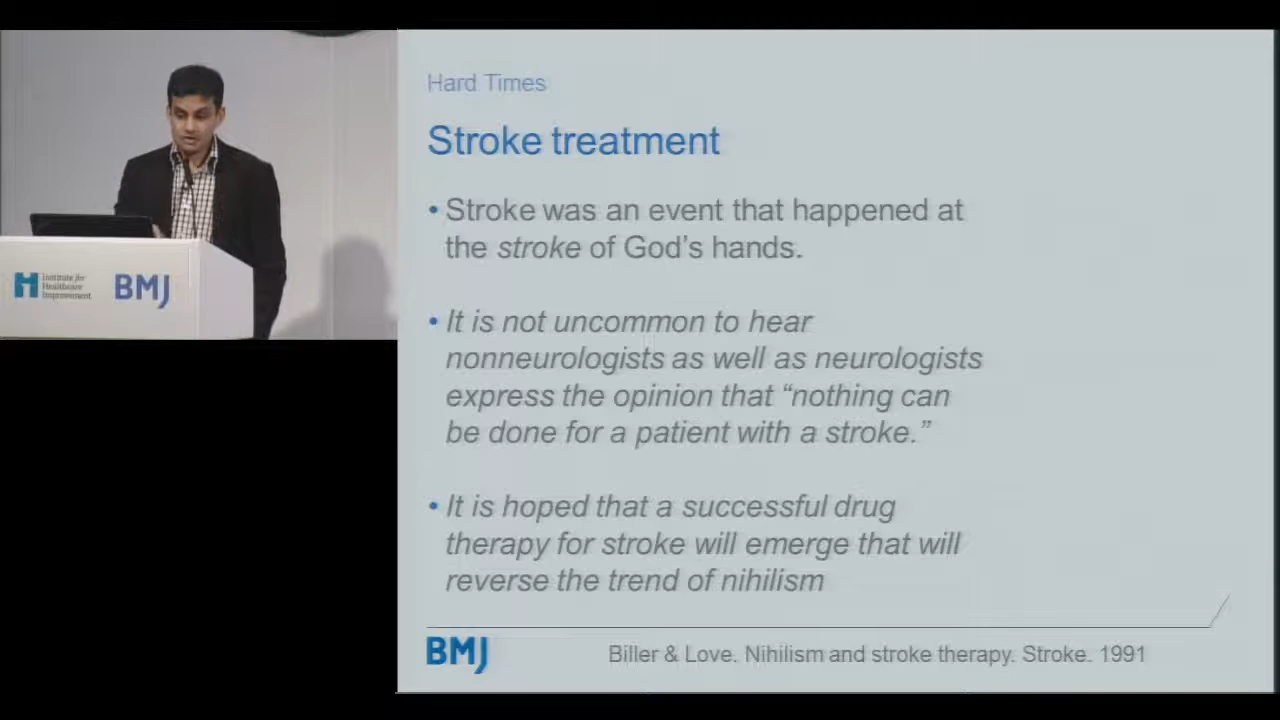 Institute for
Healthcare
Improvement
BMJ
Hard Times
Stroke treatment
• Stroke was an event that happened at
the stroke of God's hands.
• It is not uncommon to hear
nonneurologists as well as neurologists
express the opinion that “nothing can
be done for a patient with a stroke.”
• It is hoped that a successful drug
therapy for stroke will emerge that will
reverse the trend of nihilism
BMJ
Biller & Love. Nihilism and stroke therapy. Stroke. 1991